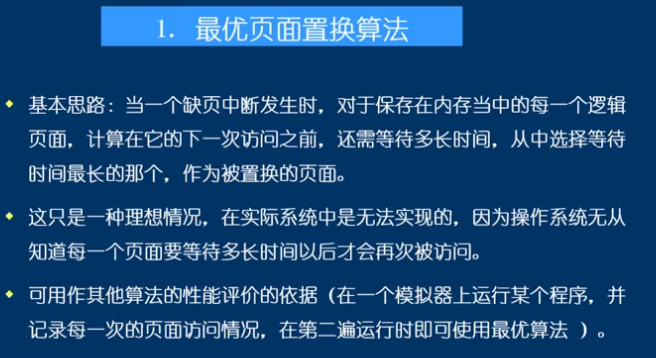 1. 最优页面置换算法
基本思路：当一个缺页中断发生时，对于保存在内存当中的每一个逻辑
页面，计算在它的下一次访问之前，还需等待多长时间，从中选择等待
时间最长的那个，作为被置换的页面。
这只是一种理想情况，在实际系统中是无法实现的，因为操作系统无从
知道每一个页面要等待多长时间以后才会再次被访问。
可用作其他算法的性能评价的依据（在一个模拟器上运行某个程序，并
记录每一次的页面访问情况，在第二遍运行时即可使用最优算法 ）。